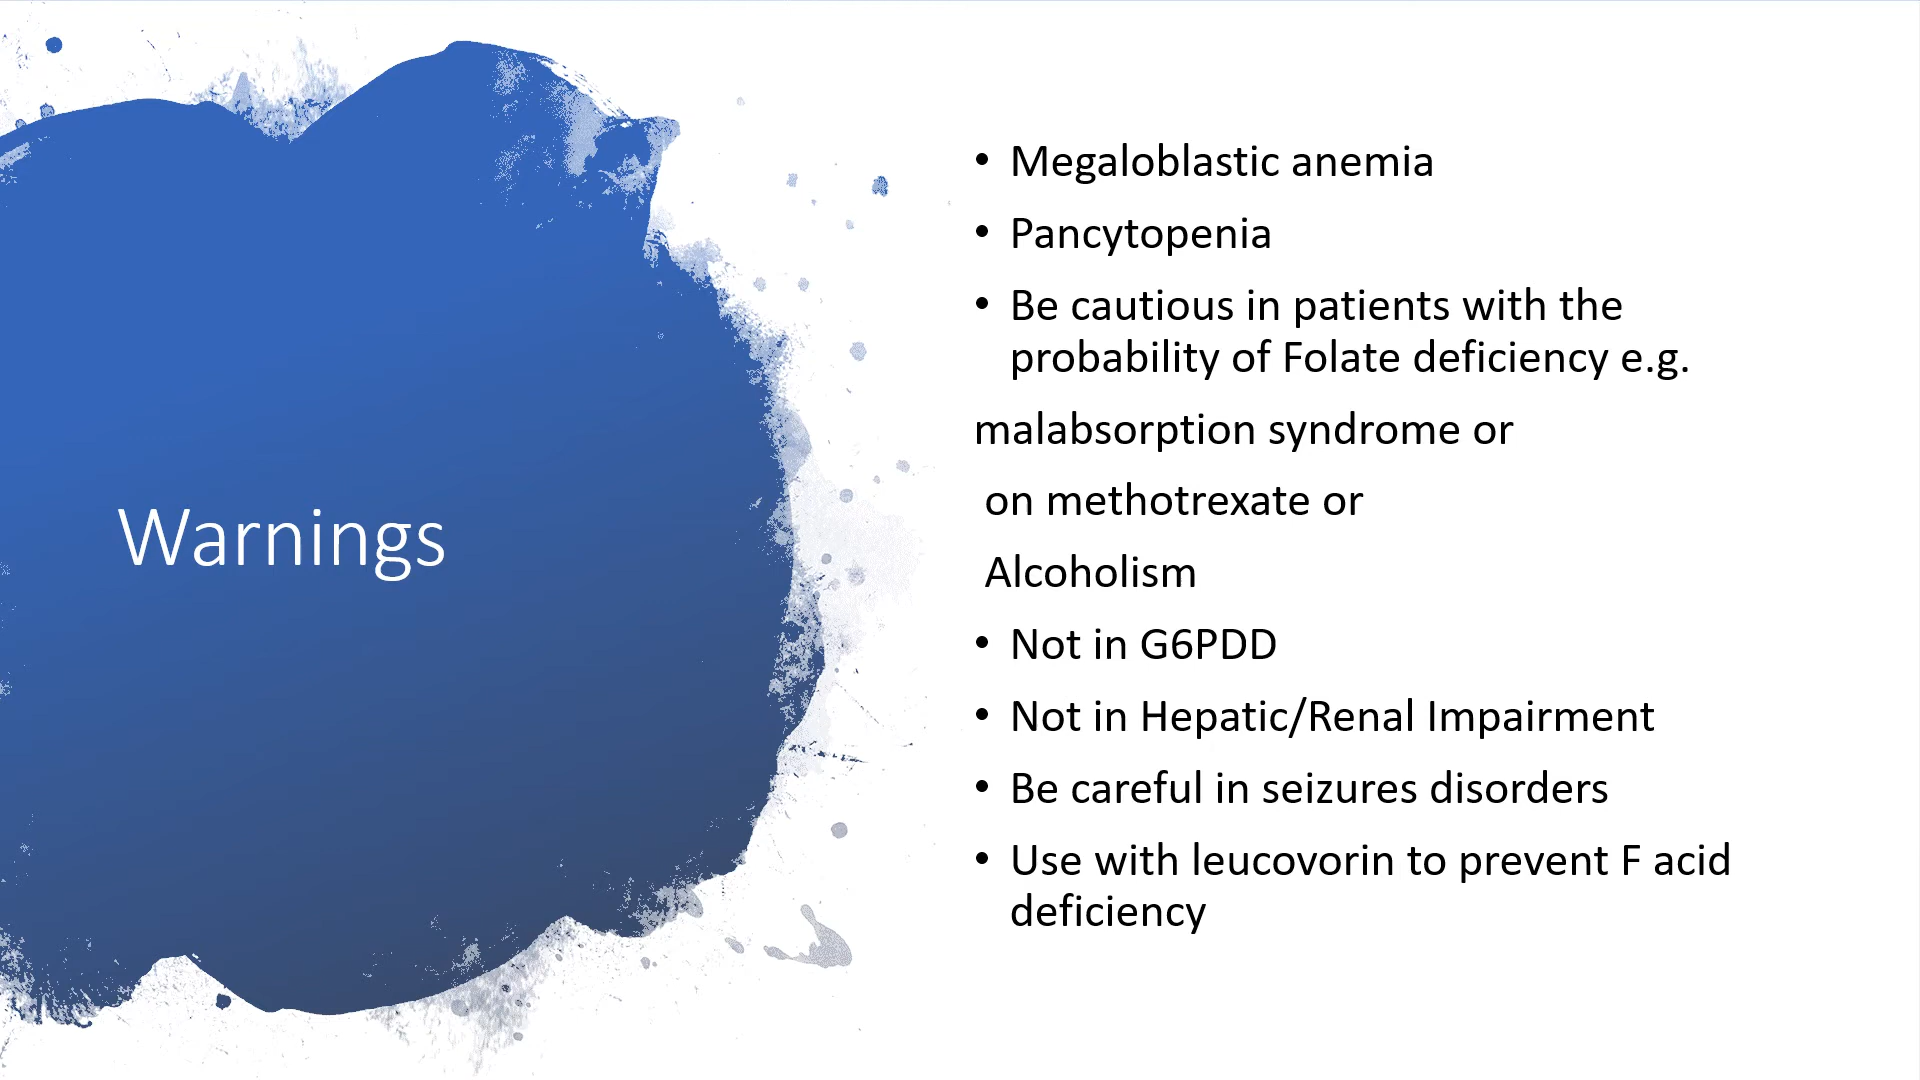 Warnings
• Megaloblastic anemia
• Pancytopenia
• Be cautious in patients with the
probability of Folate deficiency e.g.
malabsorption syndrome or
on methotrexate or
Alcoholism
• Not in G6PDD
• Not in Hepatic/Renal Impairment
• Be careful in seizures disorders
• Use with leucovorin to prevent F acid
deficiency